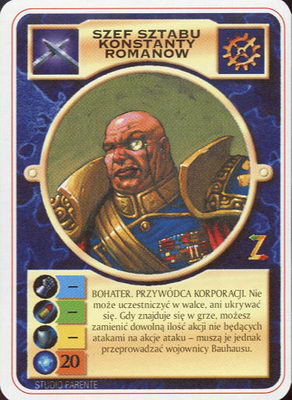 SZEF SZTABU
KONSTANTY
ROMANOW
Z
–
–
–
20
BOHATER. PRZYWÓDCA KORPORACJI. Nie
może uczestniczyć w walce, ani ukrywać
się. Gdy znajduje się w grze, możesz
zamienić dowolną ilość akcji nie będących
atakami na akcje ataku – muszą je jednak
przeprowadzać wojownicy Bauhausu.
STUDIO PARENTE